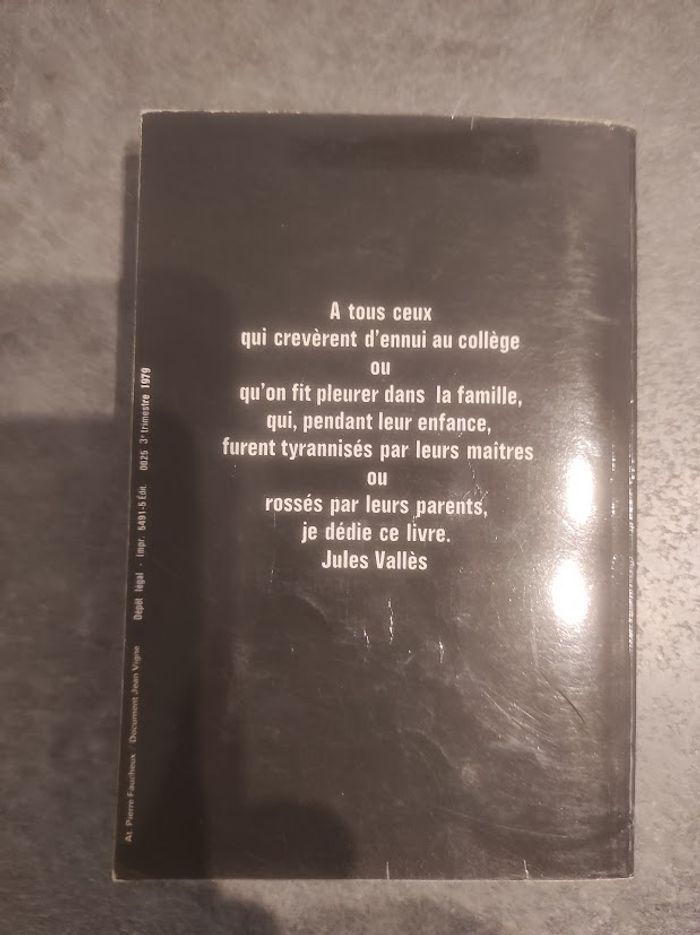 A tous ceux
qui crevèrent d'ennui au collège
ou
qu'on fit pleurer dans la famille,
qui, pendant leur enfance,
furent tyrannisés par leurs maîtres
ou
rossés par leurs parents,
je dédie ce livre.
Jules Vallès
At. Pierre Faucheux / Document Jean Vigne
Dépôt légal - Impr. 5491-5 Édit. 0025 3e trimestre 1979